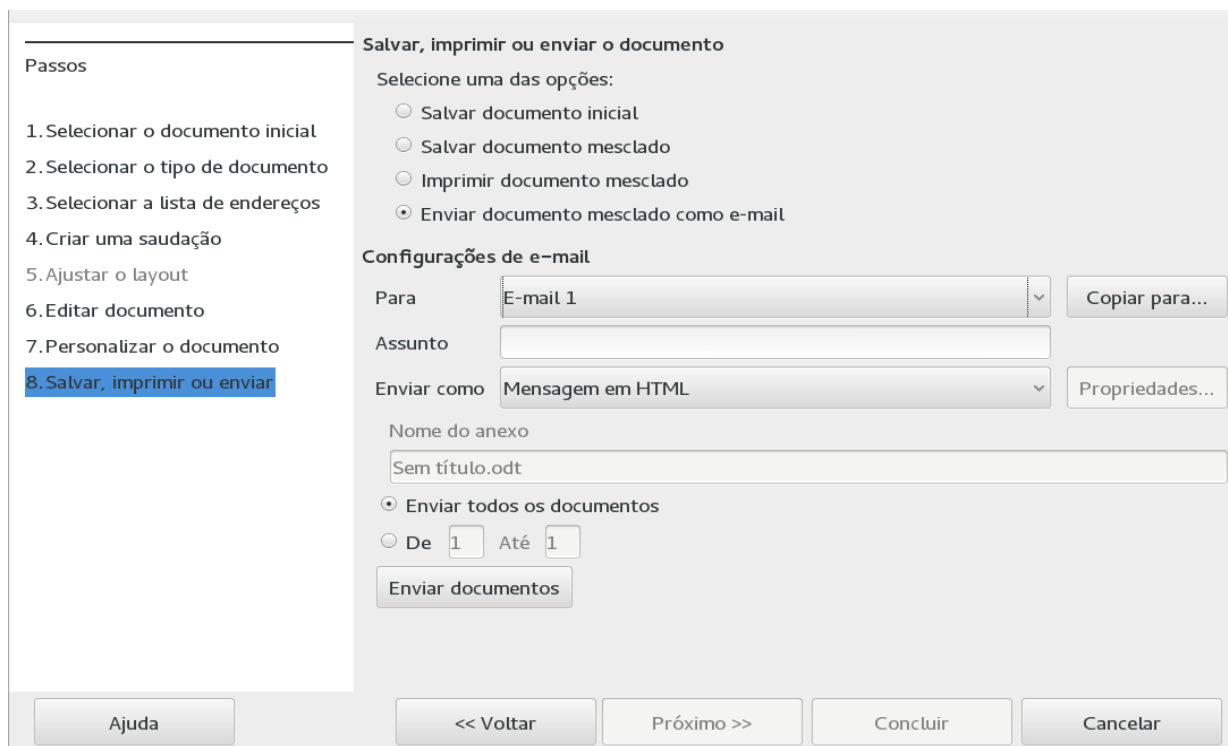 Passos
1. Selecionar o documento inicial
2. Selecionar o tipo de documento
3. Selecionar a lista de endereços
4. Criar uma saudação
5. Ajustar o layout
6. Editar documento
7. Personalizar o documento
8. Salvar, imprimir ou enviar
Salvar, imprimir ou enviar o documento
Selecione uma das opções:
Salvar documento inicial
Salvar documento mesclado
Imprimir documento mesclado
Enviar documento mesclado como e-mail
Configurações de e-mail
Para E-mail 1 Copiar para...
Assunto
Enviar como Mensagem em HTML Propriedades...
Nome do anexo
Sem título.odt
Enviar todos os documentos
De 1 Até 1
Enviar documentos
Ajuda << Voltar Próximo >> Concluir Cancelar